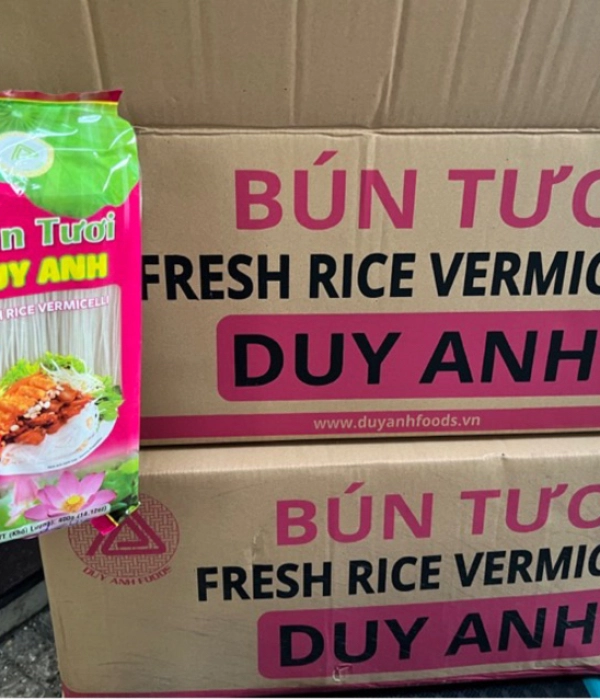 n Tươi
UY ANH
RICE VERMICELLI
BÚN TƯƠ
FRESH RICE VERMIC
DUY ANH
www.duyanhfoods.vn
BÚN TƯƠ
FRESH RICE VERMIC
DUY ANH
DUY ANH FOODS